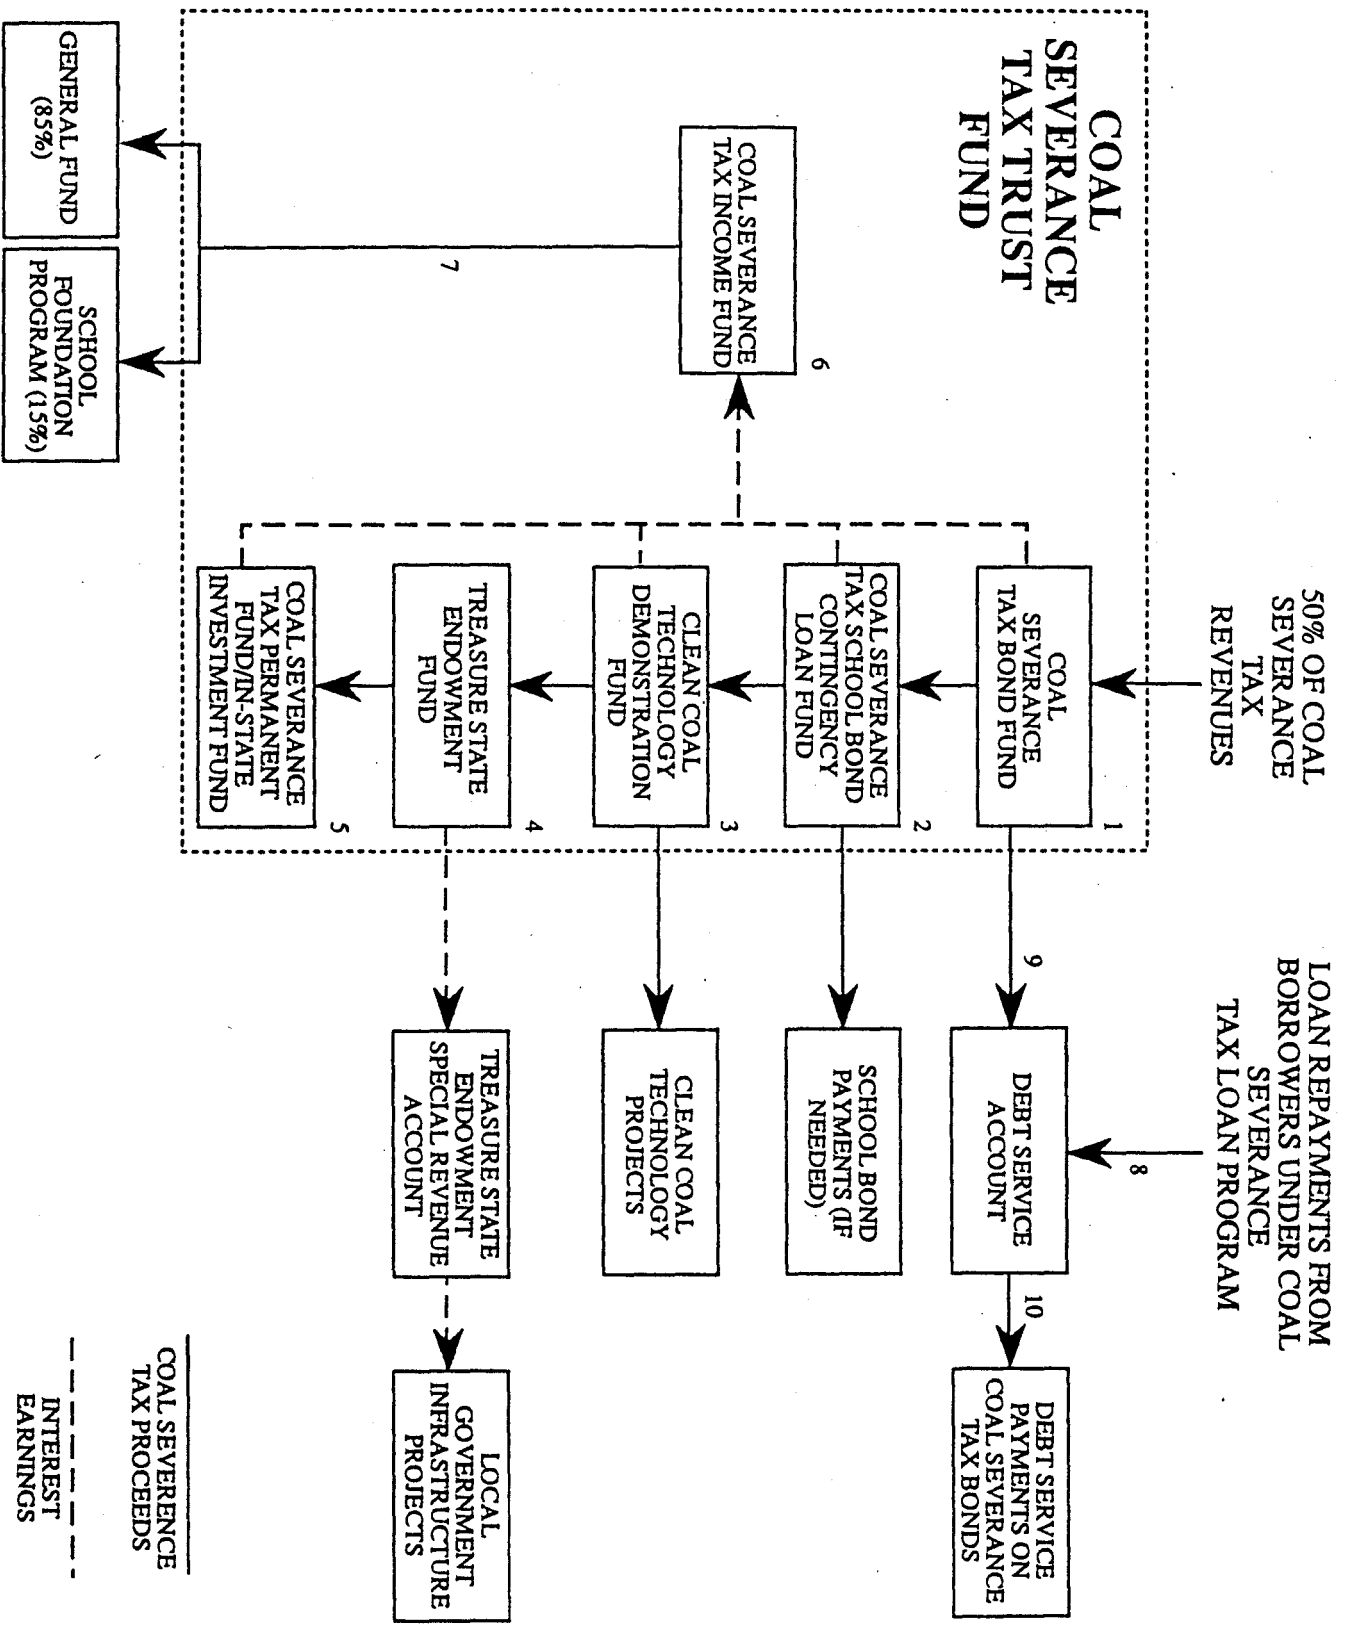 COAL
SEVERANCE
TAX TRUST
FUND
50% OF COAL
SEVERANCE
TAX
REVENUES
LOAN REPAYMENTS FROM
BORROWERS UNDER COAL
SEVERANCE
TAX LOAN PROGRAM
8
1
COAL
SEVERANCE
TAX BOND FUND
9
DEBT SERVICE
ACCOUNT
10
DEBT SERVICE
PAYMENTS ON
COAL SEVERANCE
TAX BONDS
2
COAL SEVERANCE
TAX SCHOOL BOND
CONTINGENCY
LOAN FUND
SCHOOL BOND
PAYMENTS (IF
NEEDED)
6
COAL SEVERANCE
TAX INCOME FUND
3
CLEAN COAL
TECHNOLOGY
DEMONSTRATION
FUND
CLEAN COAL
TECHNOLOGY
PROJECTS
4
TREASURE STATE
ENDOWMENT
FUND
TREASURE STATE
ENDOWMENT
SPECIAL REVENUE
ACCOUNT
LOCAL
GOVERNMENT
INFRASTRUCTURE
PROJECTS
7
5
COAL SEVERANCE
TAX PERMANENT
FUND/IN-STATE
INVESTMENT FUND
GENERAL FUND
(85%)
SCHOOL
FOUNDATION
PROGRAM (15%)
COAL SEVERENCE
TAX PROCEEDS
INTEREST
EARNINGS